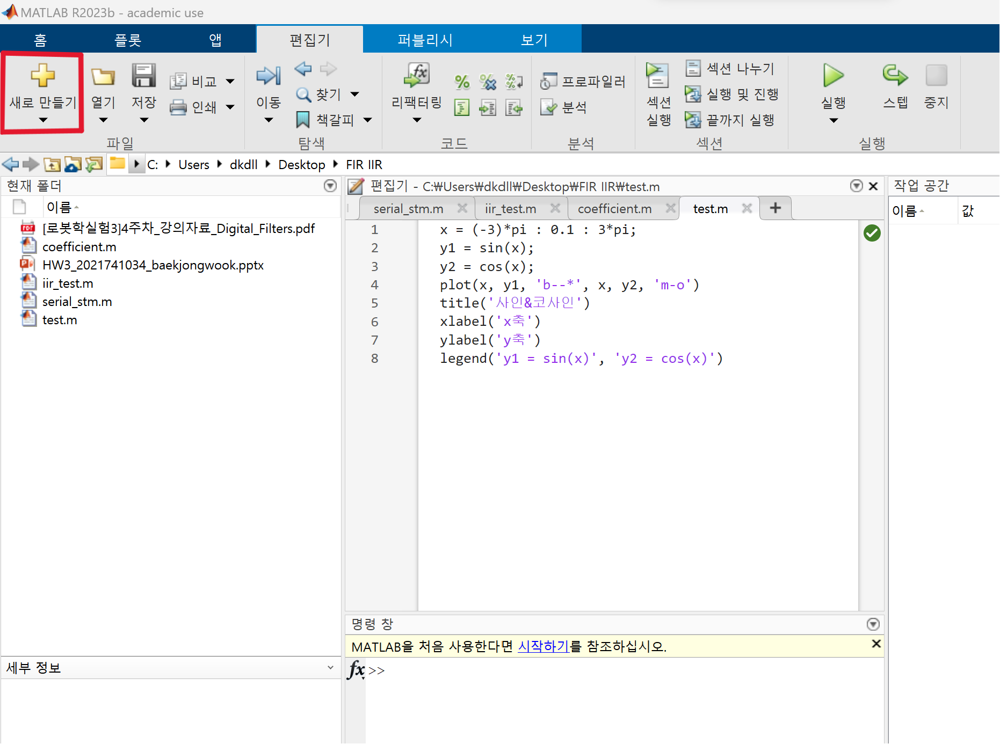 MATLAB R2023b - academic use
홈 플롯 앱 편집기 퍼블리시 보기
새로 만들기 열기 저장 비교 인쇄
파일
이동 찾기 책갈피
탐색
리팩터링
코드
프로파일러
분석
분석
섹션 실행
섹션 나누기
실행 및 진행
끝까지 실행
섹션
실행 스텝 중지
실행
C: Users dkdll Desktop FIR IIR
현재 폴더
이름
[로봇학실험3]4주차_강의자료_Digital_Filters.pdf
coefficient.m
HW3_2021741034_baekjongwook.pptx
iir_test.m
serial_stm.m
test.m
세부 정보
편집기 - C:₩Users₩dkdll₩Desktop₩FIR IIR₩test.m
serial_stm.m iir_test.m coefficient.m test.m +
1 x = (-3)*pi : 0.1 : 3*pi;
2 y1 = sin(x);
3 y2 = cos(x);
4 plot(x, y1, 'b--*', x, y2, 'm-o')
5 title('사인&코사인')
6 xlabel('x축')
7 ylabel('y축')
8 legend('y1 = sin(x)', 'y2 = cos(x)')
명령 창
MATLAB을 처음 사용한다면 시작하기를 참조하십시오.
fx >>
작업 공간
이름 값